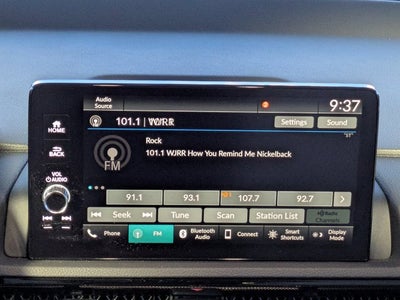 Audio
Source
9:37
HOME
101.1 | WJRR
Settings
Sound
BACK
Rock
101.1 WJRR How You Remind Me Nickelback
FM
VOL
AUDIO
91.1
93.1
107.7
92.7
Seek
Tune
Scan
Station List
Radio
Channels
Phone
FM
Bluetooth
Audio
Connect
Smart
Shortcuts
Display
Mode